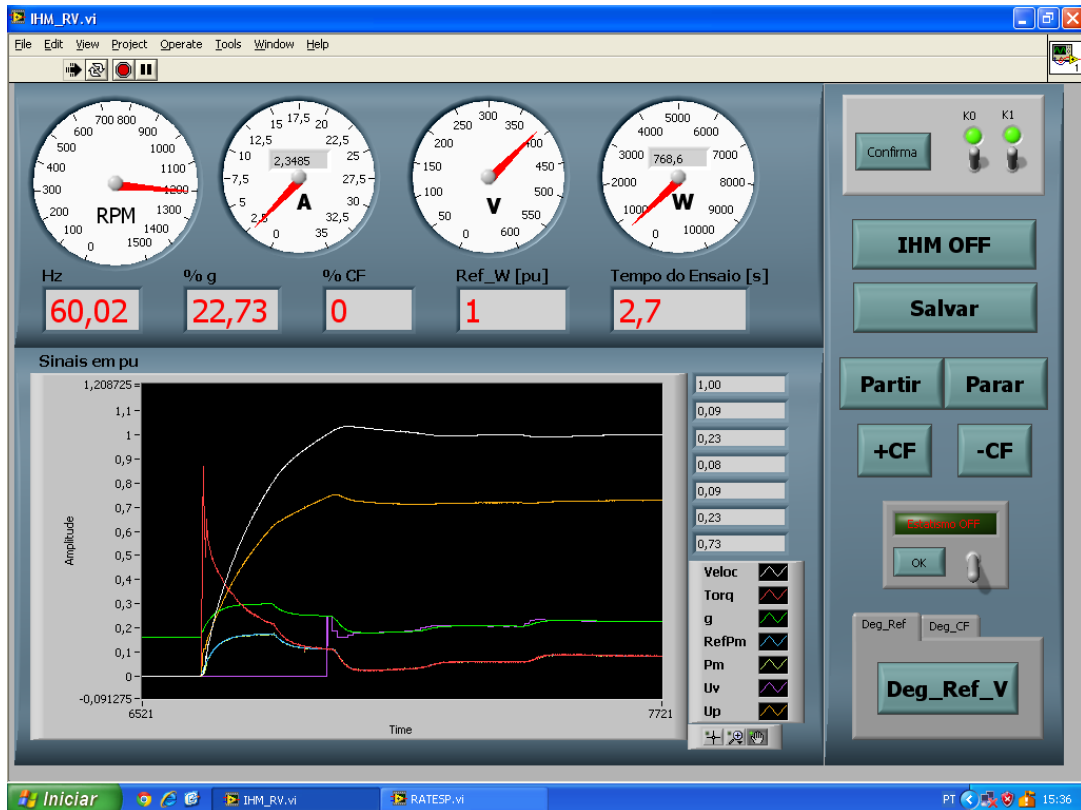 IHM_RV.vi
File Edit View Project Operate Tools Window Help
1
0 100 200 300 400 500 600 700 800 900 1000 1100 1200 1300 1400 1500
RPM
0 2,5 5 7,5 10 12,5 15 17,5 20 22,5 25 27,5 30 32,5 35
2,3485
A
0 50 100 150 200 250 300 350 400 450 500 550 600
V
0 1000 2000 3000 4000 5000 6000 7000 8000 9000 10000
768,6
W
Hz % g % CF Ref_W [pu] Tempo do Ensaio [s]
60,02 22,73 0 1 2,7
K0 K1
Confirma
IHM OFF
Salvar
Partir Parar
+CF -CF
Estatismo OFF
OK
Deg_Ref Deg_CF
Deg_Ref_V
Sinais em pu
1,208725
1,1
1
0,9
0,8
0,7
0,6
0,5
0,4
0,3
0,2
0,1
0
-0,091275
Amplitude
6521 7721
Time
1,00
0,09
0,23
0,08
0,09
0,23
0,73
Veloc
Torq
g
RefPm
Pm
Uv
Up
Iniciar IHM_RV.vi RATESP.vi PT 15:36